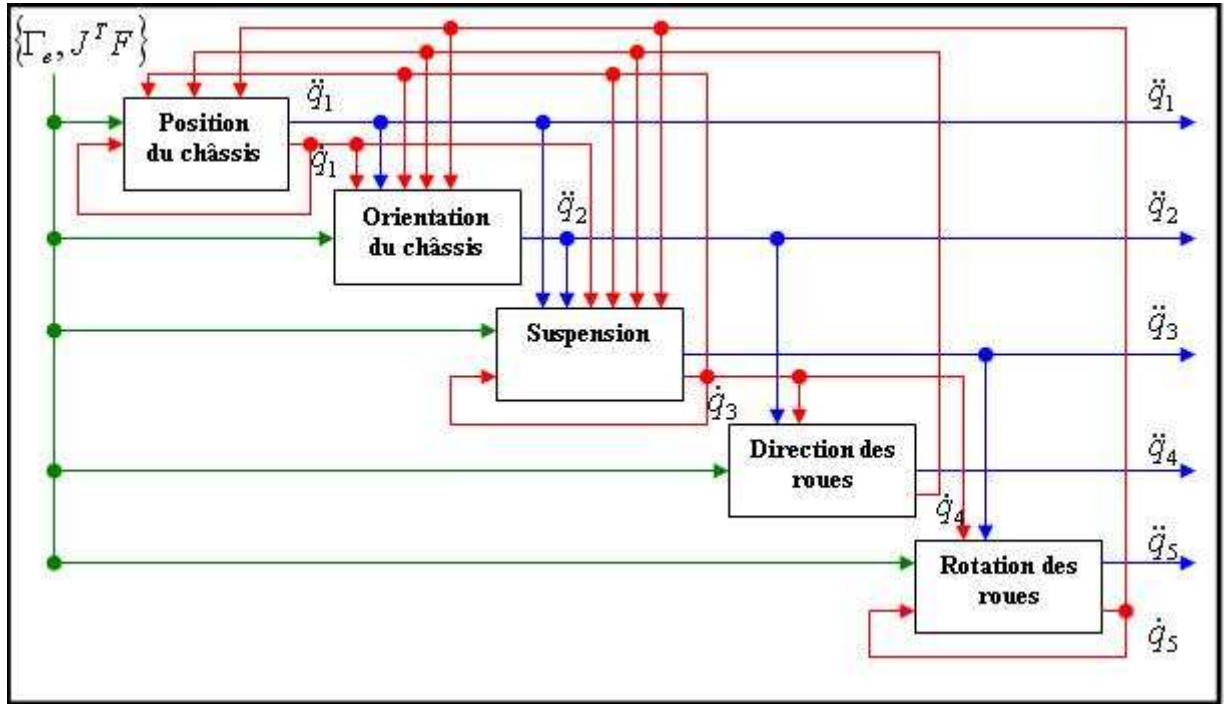 {Γₑ, JᵀF}
q̈₁
q̈₁
Position
du châssis
q̇₁
Orientation
du châssis
q̈₂
q̈₂
Suspension
q̈₃
q̇₃
Direction des
roues
q̈₄
q̇₄
Rotation des
roues
q̈₅
q̇₅